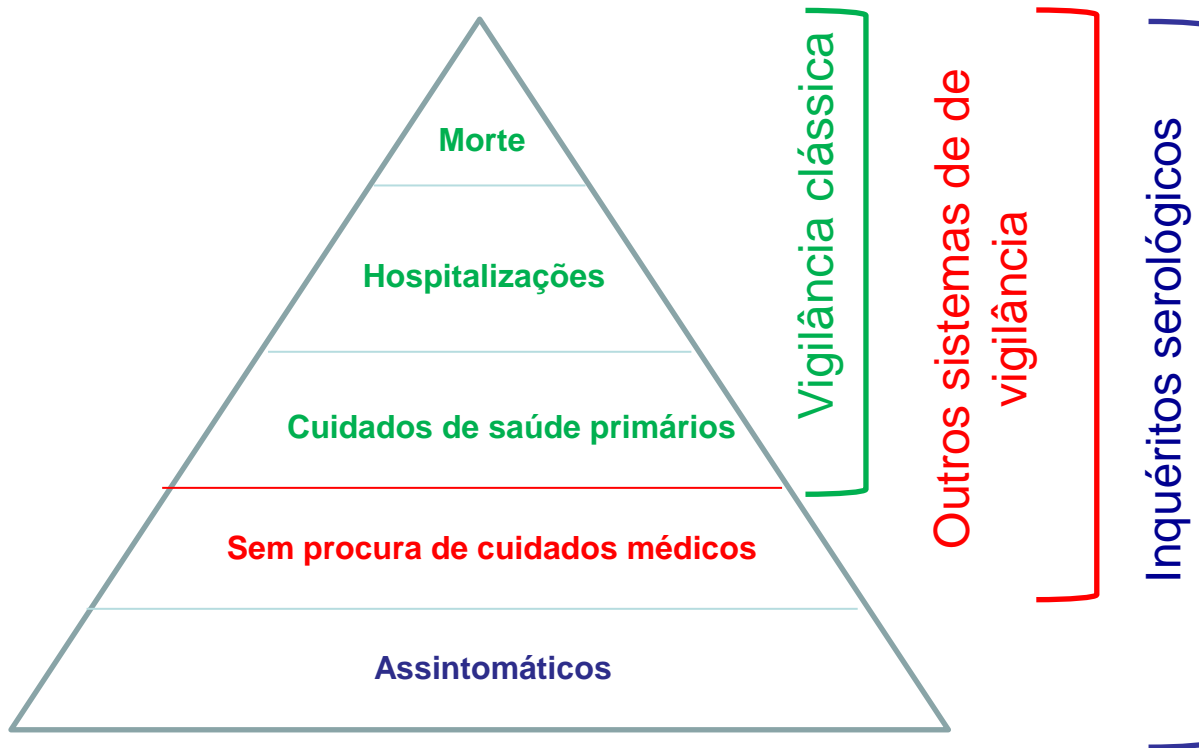 Morte
Hospitalizações
Cuidados de saúde primários
Sem procura de cuidados médicos
Assintomáticos
Vigilância clássica
Outros sistemas de de
vigilância
Inquéritos serológicos